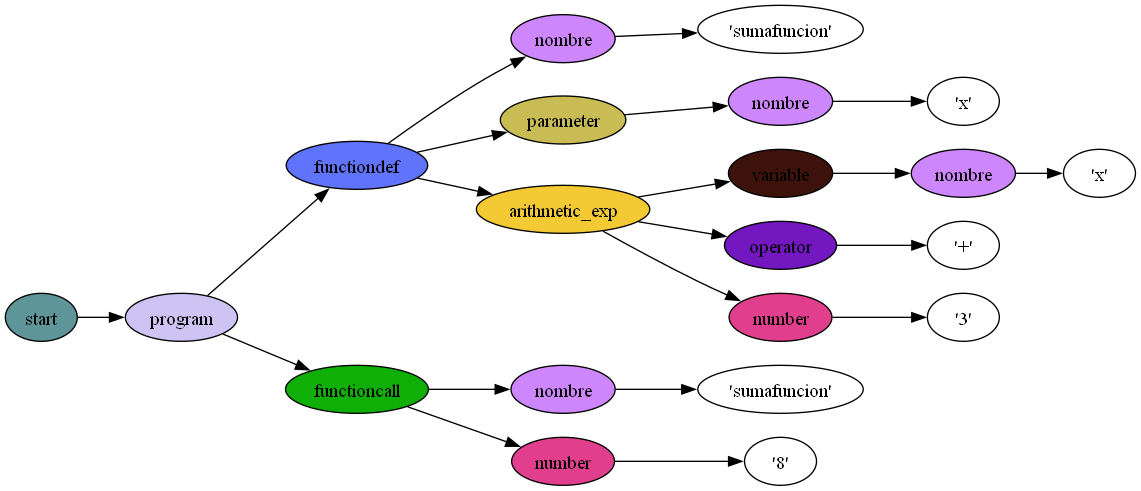 nombre
'sumafuncion'
parameter
nombre
'x'
functiondef
variable
nombre
'x'
arithmetic_exp
operator
'+'
start
program
number
'3'
functioncall
nombre
'sumafuncion'
number
'8'